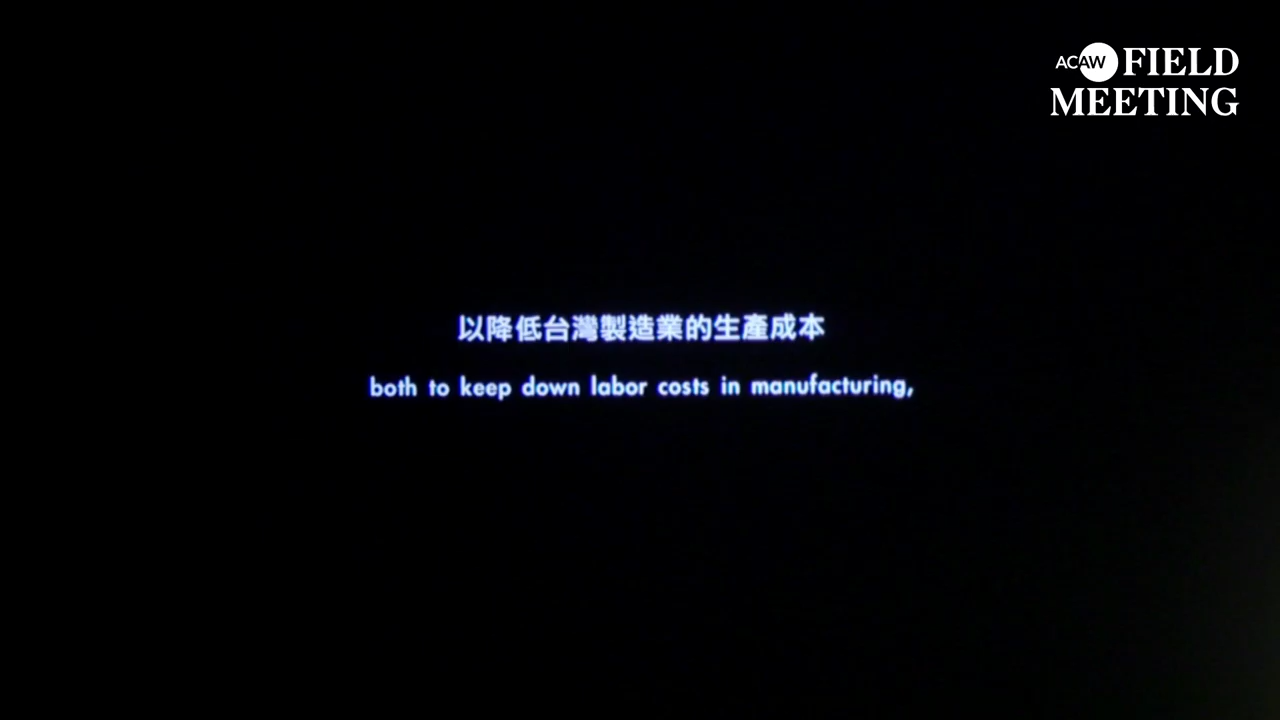 ACAW FIELD
MEETING
以降低台灣製造業的生產成本
both to keep down labor costs in manufacturing,